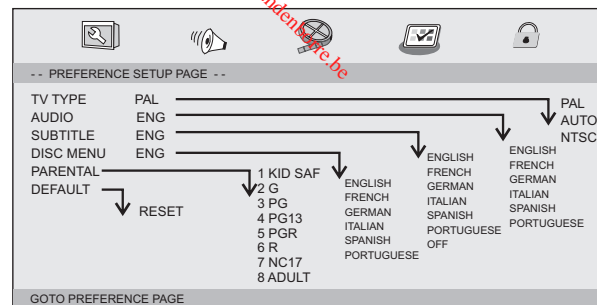 ndenterre.be
- - PREFERENCE SETUP PAGE - -
TV TYPE PAL
AUDIO ENG
SUBTITLE ENG
DISC MENU ENG
PARENTAL
DEFAULT
RESET
1 KID SAF
2 G
3 PG
4 PG13
5 PGR
6 R
7 NC17
8 ADULT
ENGLISH
FRENCH
GERMAN
ITALIAN
SPANISH
PORTUGUESE
ENGLISH
FRENCH
GERMAN
ITALIAN
SPANISH
PORTUGUESE
OFF
ENGLISH
FRENCH
GERMAN
ITALIAN
SPANISH
PORTUGUESE
PAL
AUTO
NTSC
GOTO PREFERENCE PAGE